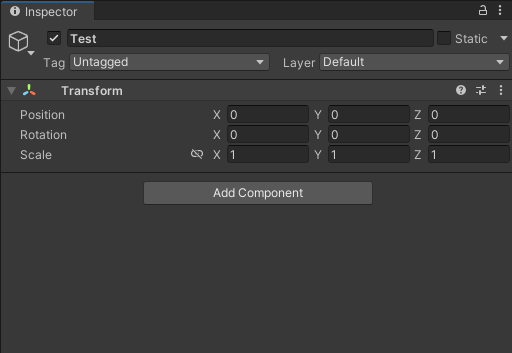 Inspector
Test
Static
Tag Untagged Layer Default
Transform
Position X 0 Y 0 Z 0
Rotation X 0 Y 0 Z 0
Scale X 1 Y 1 Z 1
Add Component